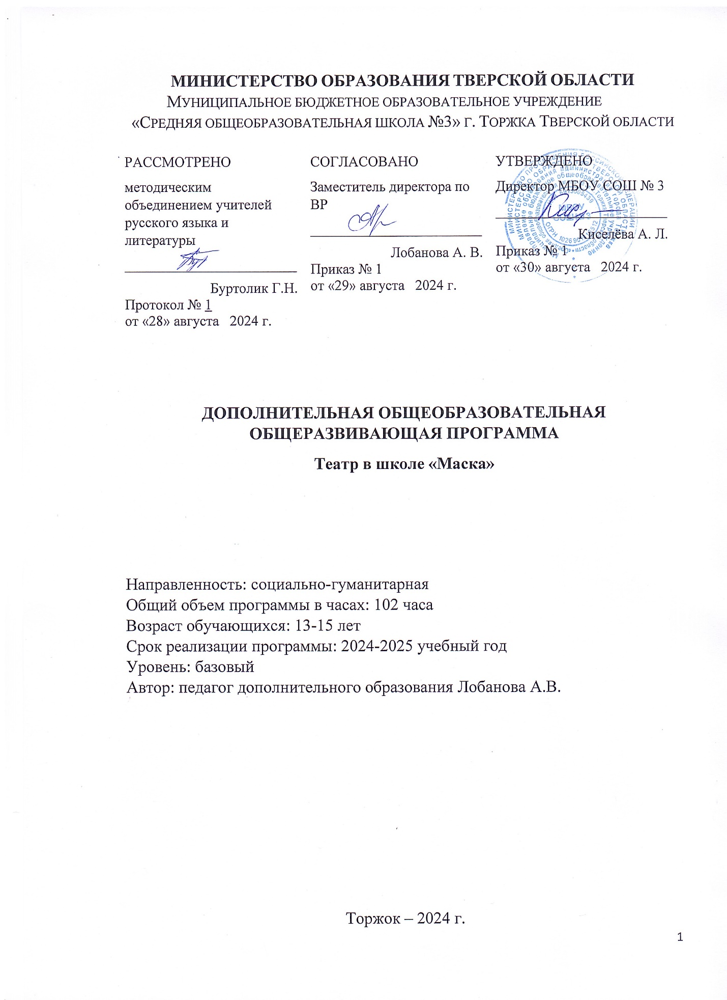 МИНИСТЕРСТВО ОБРАЗОВАНИЯ ТВЕРСКОЙ ОБЛАСТИ
МУНИЦИПАЛЬНОЕ БЮДЖЕТНОЕ ОБРАЗОВАТЕЛЬНОЕ УЧРЕЖДЕНИЕ
«СРЕДНЯЯ ОБЩЕОБРАЗОВАТЕЛЬНАЯ ШКОЛА №3» Г. ТОРЖКА ТВЕРСКОЙ ОБЛАСТИ
РАССМОТРЕНО
методическим
объединением учителей
русского языка и
литературы
Буртолик Г.Н.
Протокол № 1
от «28» августа 2024 г.
СОГЛАСОВАНО
Заместитель директора по
ВР
Лобанова А. В.
Приказ № 1
от «29» августа 2024 г.
УТВЕРЖДЕНО
Директор МБОУ СОШ № 3
Киселёва А. Л.
Приказ № 1
от «30» августа 2024 г.
ДОПОЛНИТЕЛЬНАЯ ОБЩЕОБРАЗОВАТЕЛЬНАЯ
ОБЩЕРАЗВИВАЮЩАЯ ПРОГРАММА
Театр в школе «Маска»
Направленность: социально-гуманитарная
Общий объем программы в часах: 102 часа
Возраст обучающихся: 13-15 лет
Срок реализации программы: 2024-2025 учебный год
Уровень: базовый
Автор: педагог дополнительного образования Лобанова А.В.
Торжок – 2024 г.
1